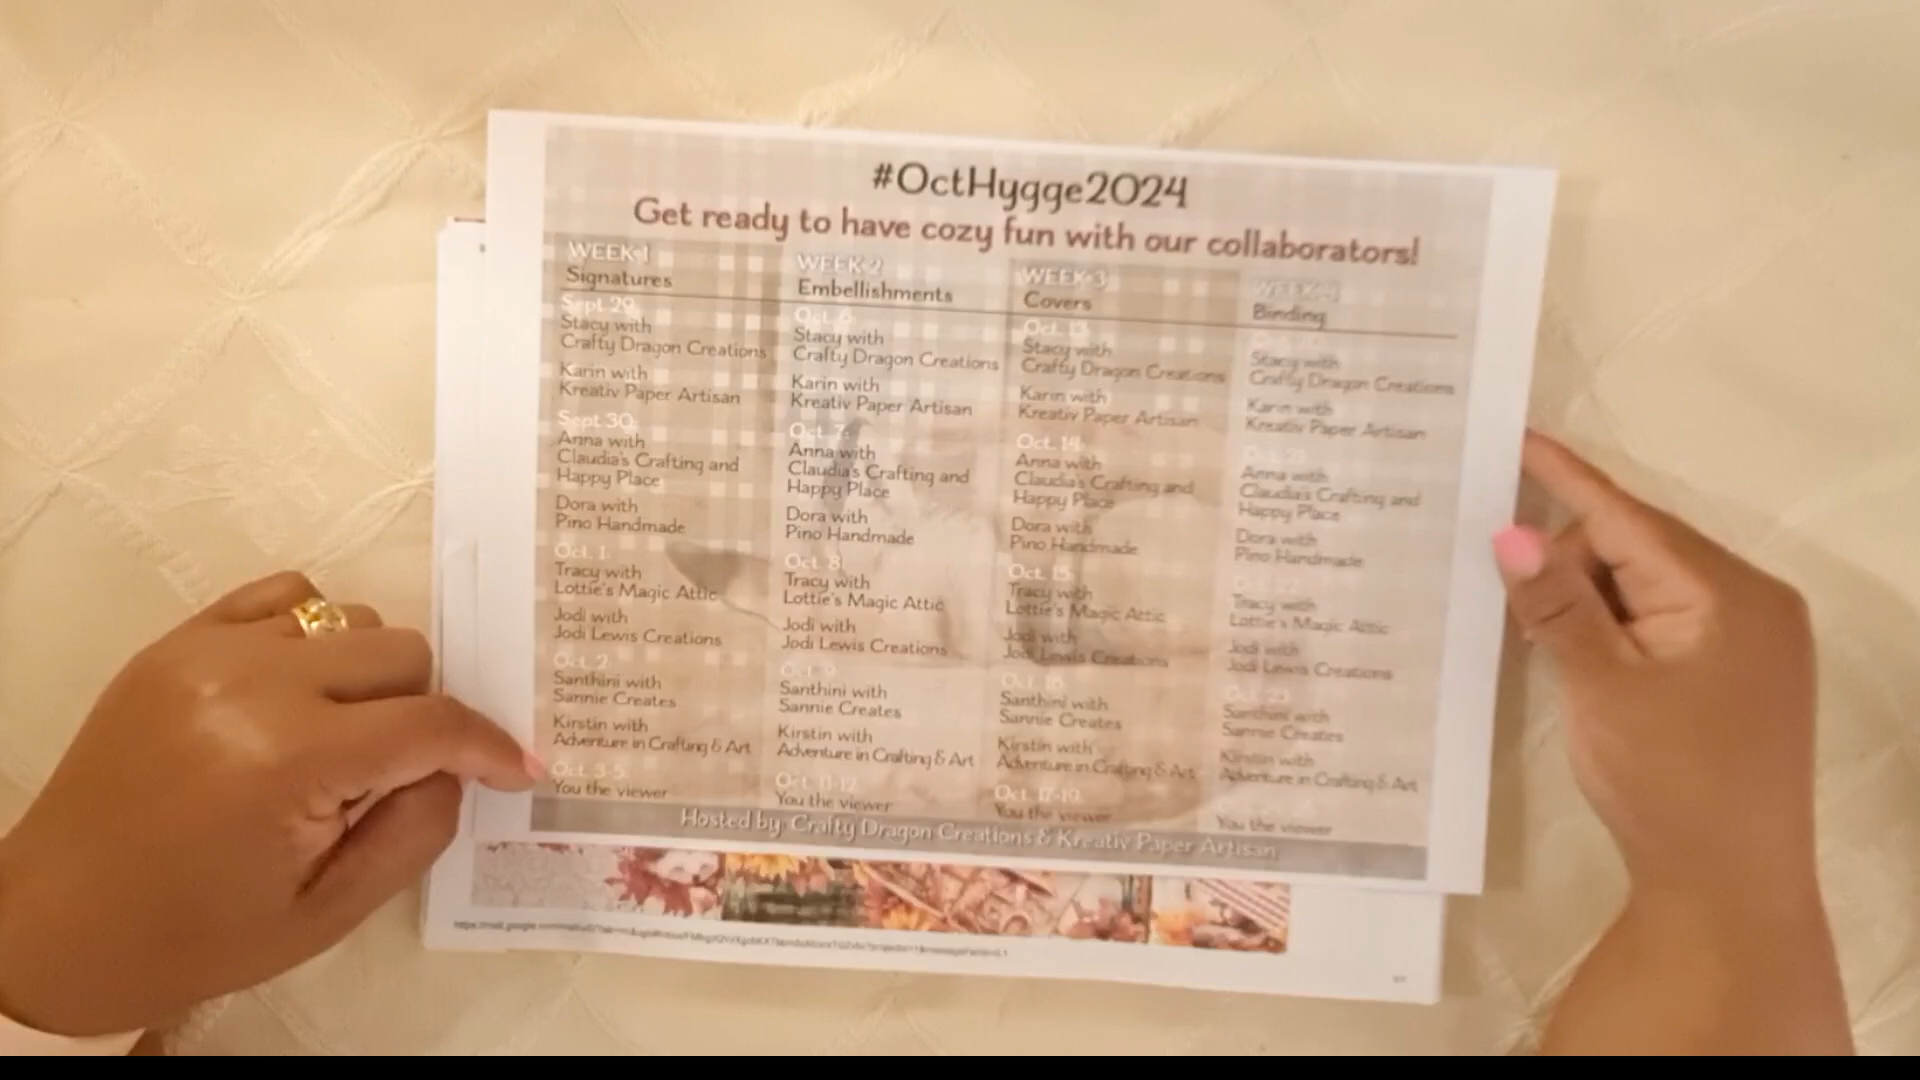 #OctHygge2024
Get ready to have cozy fun with our collaborators!
WEEK 1
Signatures
Sept 29:
Stacy with
Crafty Dragon Creations
Karin with
Kreativ Paper Artisan
Sept 30:
Anna with
Claudia's Crafting and
Happy Place
Dora with
Pino Handmade
Oct. 1:
Tracy with
Lottie's Magic Attic
Jodi with
Jodi Lewis Creations
Oct. 2:
Santhini with
Sannie Creates
Kirstin with
Adventure in Crafting & Art
Oct. 3-5:
You the viewer
WEEK 2
Embellishments
Oct.
Stacy with
Crafty Dragon Creations
Karin with
Kreativ Paper Artisan
Oct. 7:
Anna with
Claudia's Crafting and
Happy Place
Dora with
Pino Handmade
Oct. 8:
Tracy with
Lottie's Magic Attic
Jodi with
Jodi Lewis Creations
Santhini with
Sannie Creates
Kirstin with
Adventure in Crafting & Art
Oct. 11-12:
You the viewer
WEEK 3
Covers
Oct. 13:
Stacy with
Crafty Dragon Creations
Karin with
Kreativ Paper Artisan
Oct. 14:
Anna with
Claudia's Crafting and
Happy Place
Dora with
Pino Handmade
Oct. 15:
Tracy with
Lottie's Magic Attic
Jodi with
Jodi Lewis Creations
Oct. 16:
Santhini with
Sannie Creates
Kirstin with
Adventure in Crafting & Art
Oct. 17-19:
You the viewer
WEEK 4
Binding
Stacy with
Crafty Dragon Creations
Karin with
Kreativ Paper Artisan
Anna with
Claudia's Crafting and
Happy Place
Dora with
Pino Handmade
Tracy with
Lottie's Magic Attic
Jodi with
Jodi Lewis Creations
Santhini with
Sannie Creates
Kirstin with
Adventure in Crafting & Art
You the viewer
Hosted by: Crafty Dragon Creations & Kreativ Paper Artisan